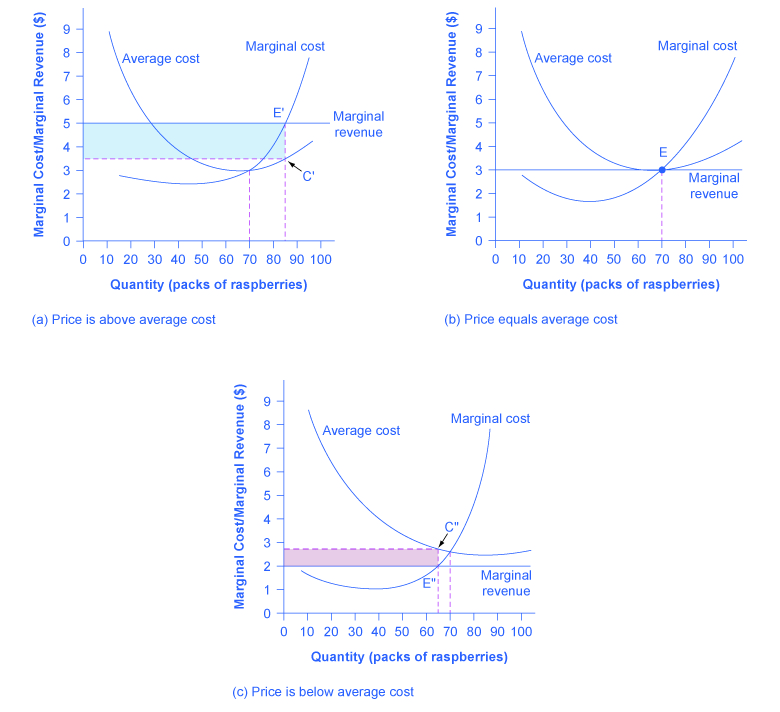 Marginal Cost/Marginal Revenue ($)
9
8
7
6
5
4
3
2
1
0
Average cost
Marginal cost
E'
Marginal
revenue
C'
0 10 20 30 40 50 60 70 80 90 100
Quantity (packs of raspberries)
(a) Price is above average cost
Marginal Cost/Marginal Revenue ($)
9
8
7
6
5
4
3
2
1
0
Average cost
Marginal cost
E
Marginal
revenue
0 10 20 30 40 50 60 70 80 90 100
Quantity (packs of raspberries)
(b) Price equals average cost
Marginal Cost/Marginal Revenue ($)
9
8
7
6
5
4
3
2
1
0
Marginal cost
Average cost
C"
E"
Marginal
revenue
0 10 20 30 40 50 60 70 80 90 100
Quantity (packs of raspberries)
(c) Price is below average cost